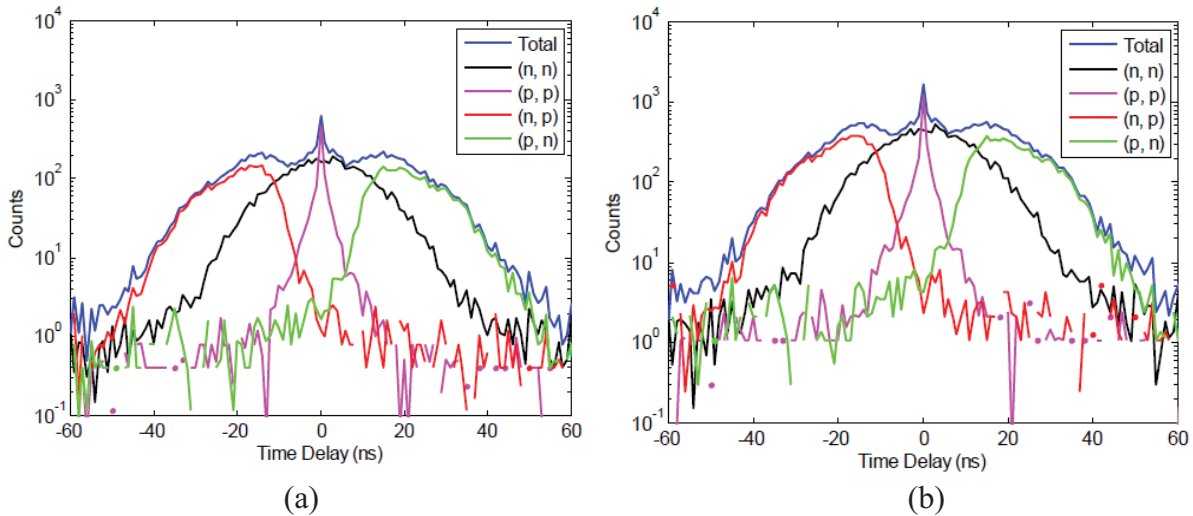 10^4
10^3
10^2
10^1
10^0
10^-1
Counts
-60 -40 -20 0 20 40 60
Time Delay (ns)
Total
(n, n)
(p, p)
(n, p)
(p, n)
(a)
10^4
10^3
10^2
10^1
10^0
10^-1
Counts
-60 -40 -20 0 20 40 60
Time Delay (ns)
Total
(n, n)
(p, p)
(n, p)
(p, n)
(b)